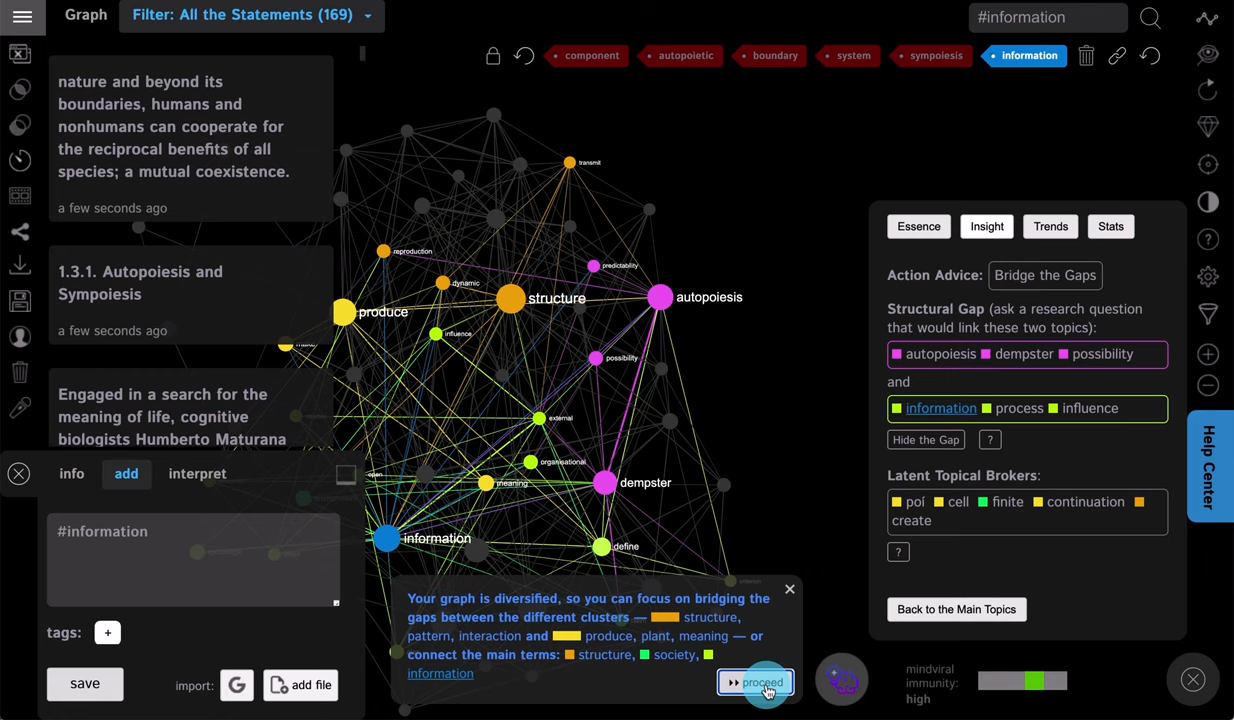 Graph
Filter: All the Statements (169)
#information
component
autopoietic
boundary
system
sympoiesis
information
nature and beyond its
boundaries, humans and
nonhumans can cooperate for
the reciprocal benefits of all
species; a mutual coexistence.
a few seconds ago
1.3.1. Autopoiesis and
Sympoiesis
a few seconds ago
Engaged in a search for the
meaning of life, cognitive
biologists Humberto Maturana
transmit
reproduction
predictability
dynamic
structure
autopoiesis
produce
influence
possibility
external
organisational
open
meaning
dempster
information
define
info
add
interpret
#information
tags:
+
save
import:
G
add file
Your graph is diversified, so you can focus on bridging the
gaps between the different clusters — structure,
pattern, interaction and produce, plant, meaning — or
connect the main terms: structure, society,
information
proceed
Essence
Insight
Trends
Stats
Action Advice: Bridge the Gaps
Structural Gap (ask a research question
that would link these two topics):
autopoiesis dempster possibility
and
information process influence
Hide the Gap
?
Latent Topical Brokers:
poi cell finite continuation
create
?
Back to the Main Topics
mindviral
immunity:
high
Help Center